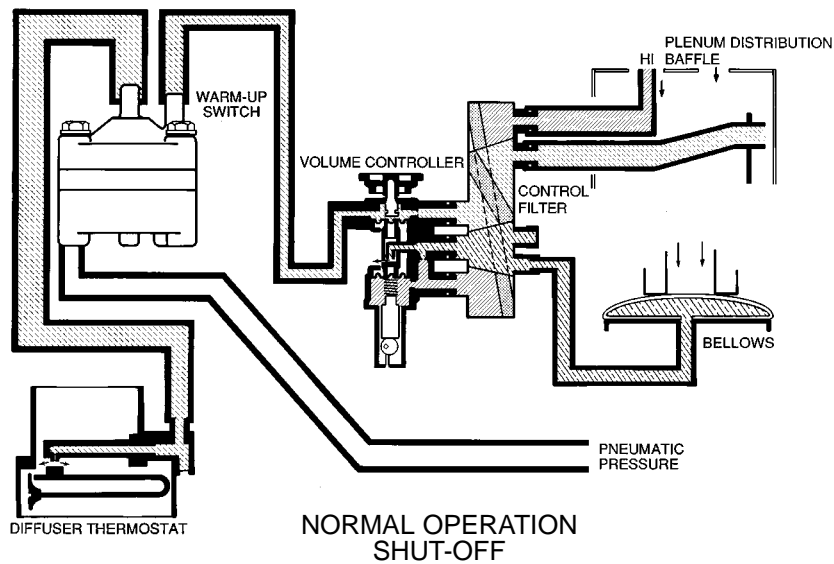 PLENUM DISTRIBUTION
HI BAFFLE
WARM-UP
SWITCH
VOLUME CONTROLLER
CONTROL
FILTER
BELLOWS
PNEUMATIC
PRESSURE
DIFFUSER THERMOSTAT
NORMAL OPERATION
SHUT-OFF